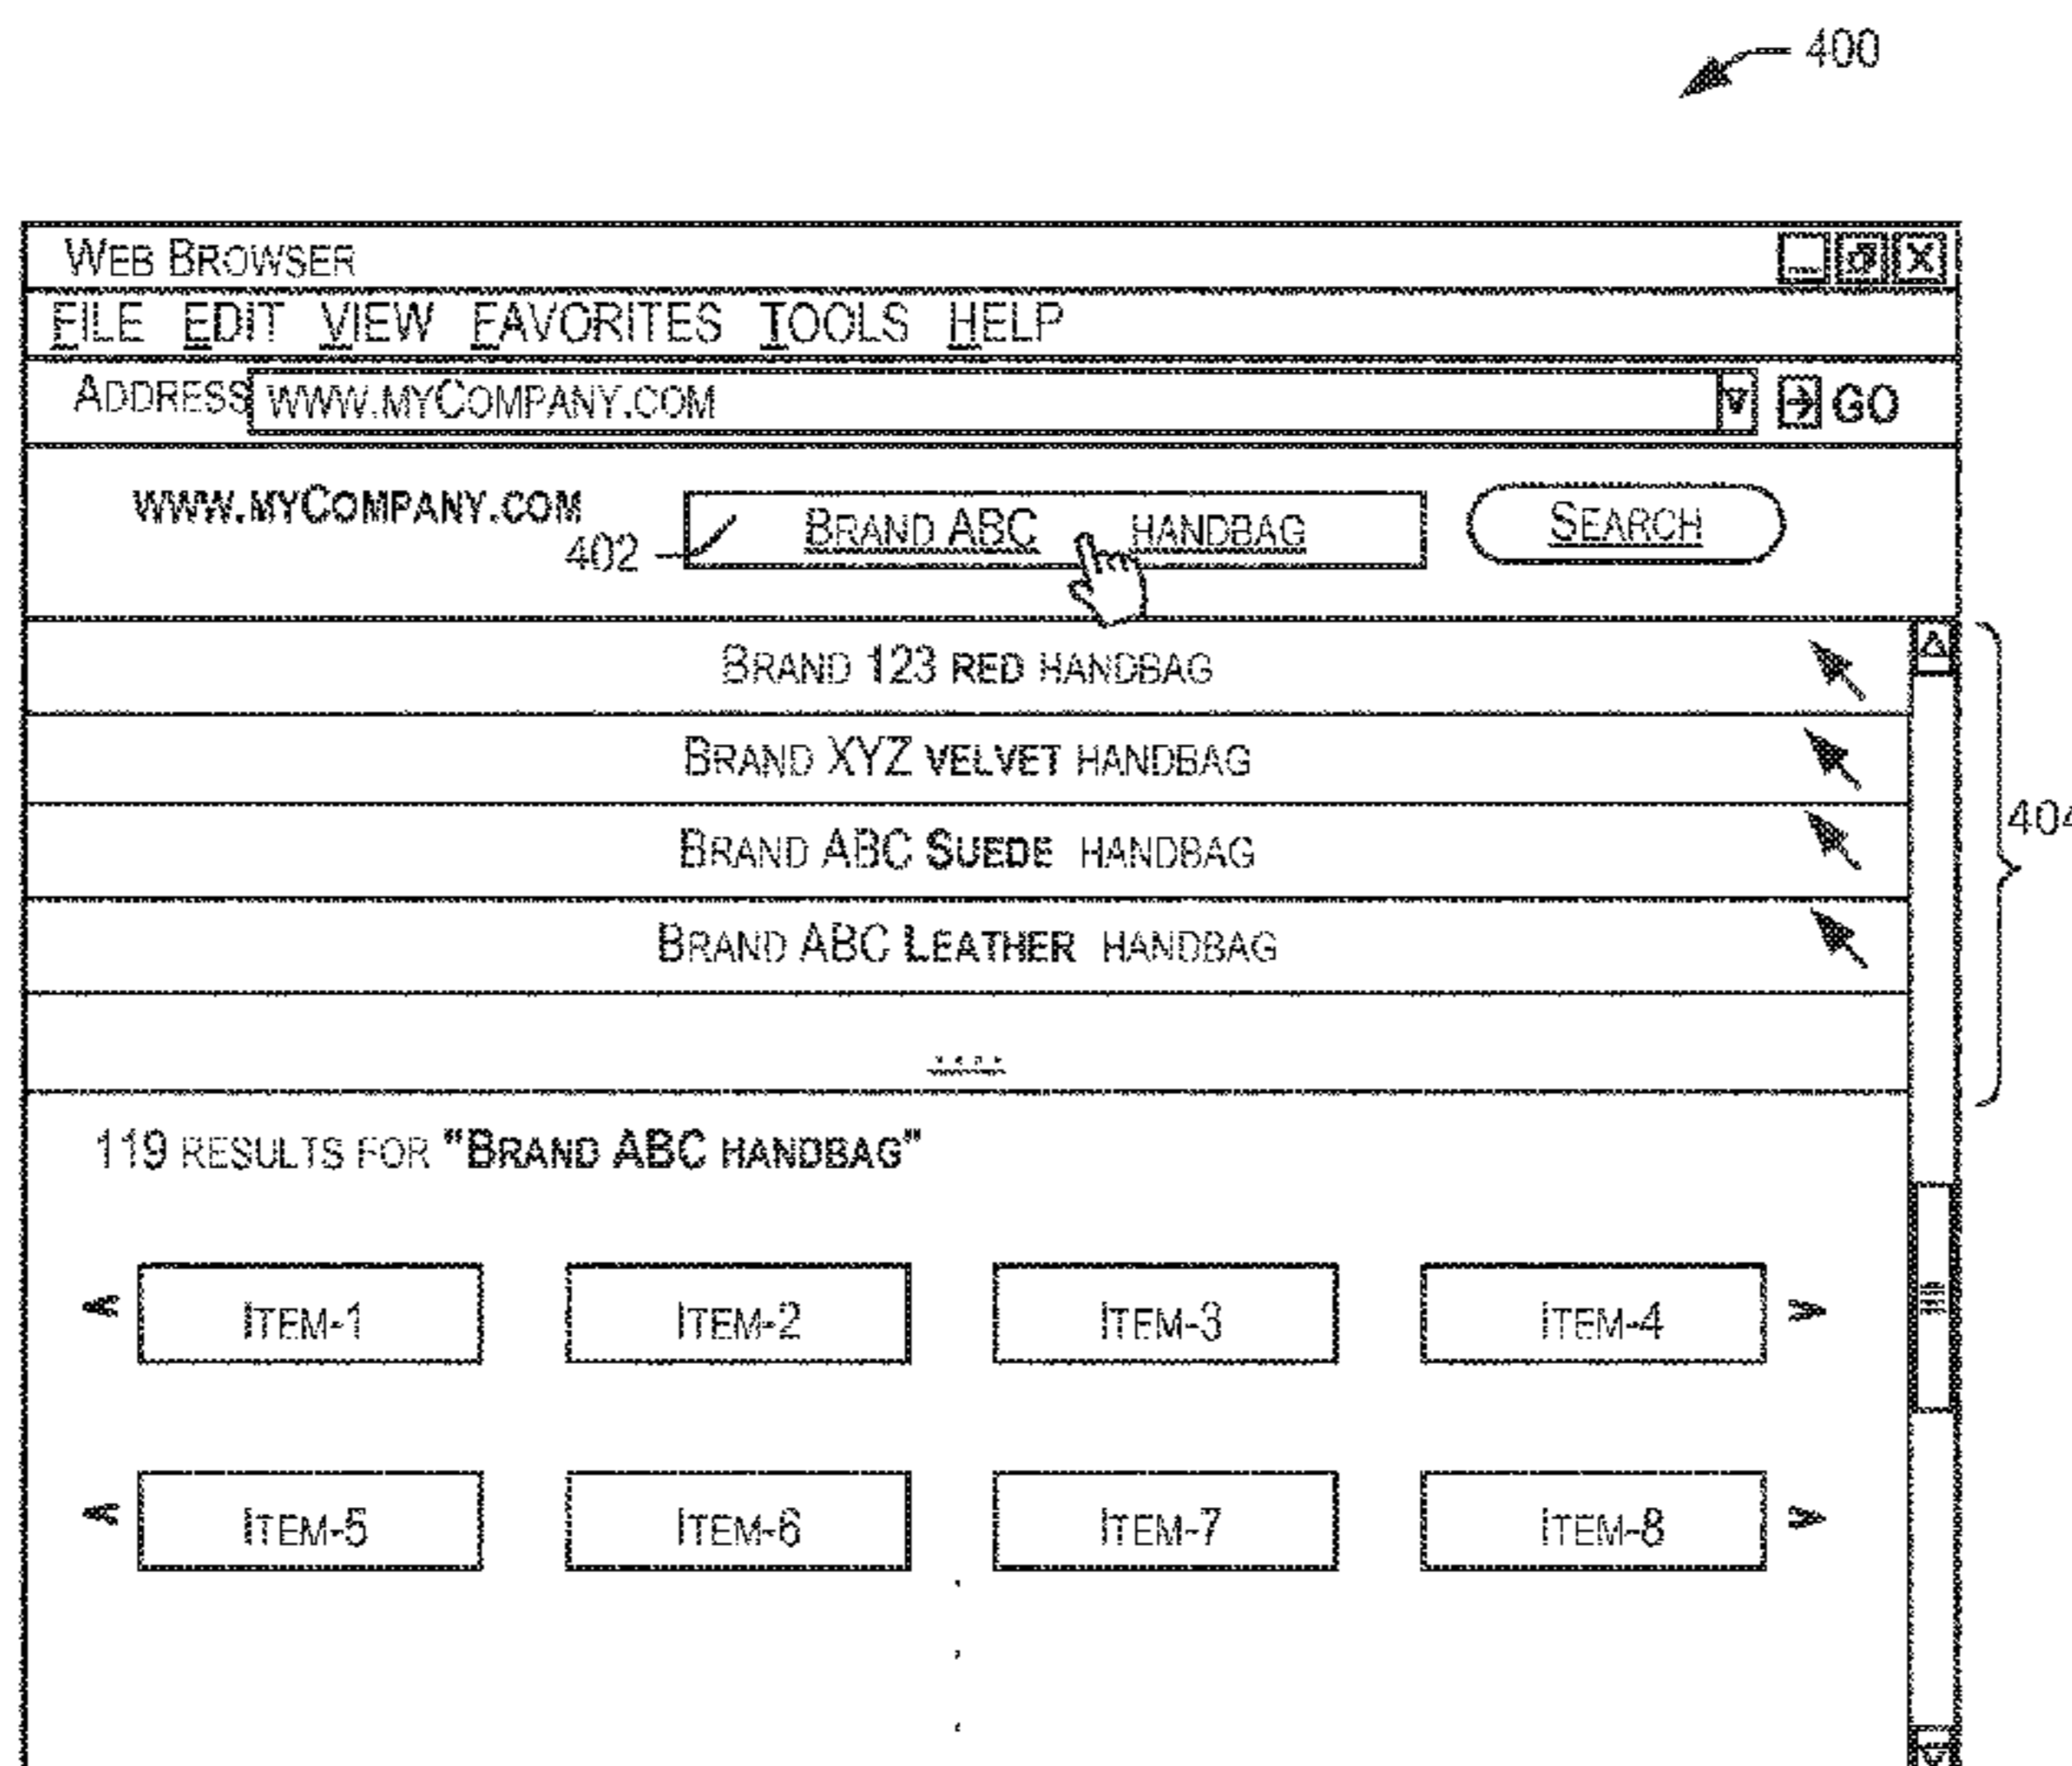 400
Web Browser
File Edit View Favorites Tools Help
Address www.myCompany.com GO
www.myCompany.com
402
Brand ABC handbag Search
Brand 123 red handbag
Brand XYZ velvet handbag
404
Brand ABC Suede handbag
Brand ABC Leather handbag
....
119 results for "Brand ABC handbag"
< Item-1 Item-2 Item-3 Item-4 >
< Item-5 Item-6 Item-7 Item-8 >